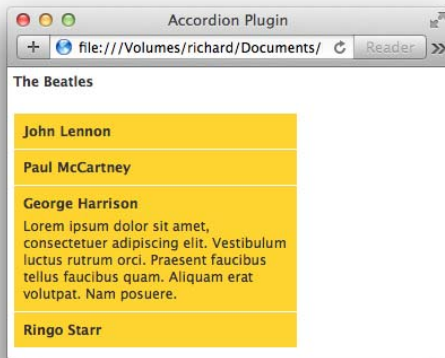 Accordion Plugin
file:///Volumes/richard/Documents/
Reader
The Beatles
John Lennon
Paul McCartney
George Harrison
Lorem ipsum dolor sit amet,
consectetuer adipiscing elit. Vestibulum
luctus rutrum orci. Praesent faucibus
tellus faucibus quam. Aliquam erat
volutpat. Nam posuere.
Ringo Starr